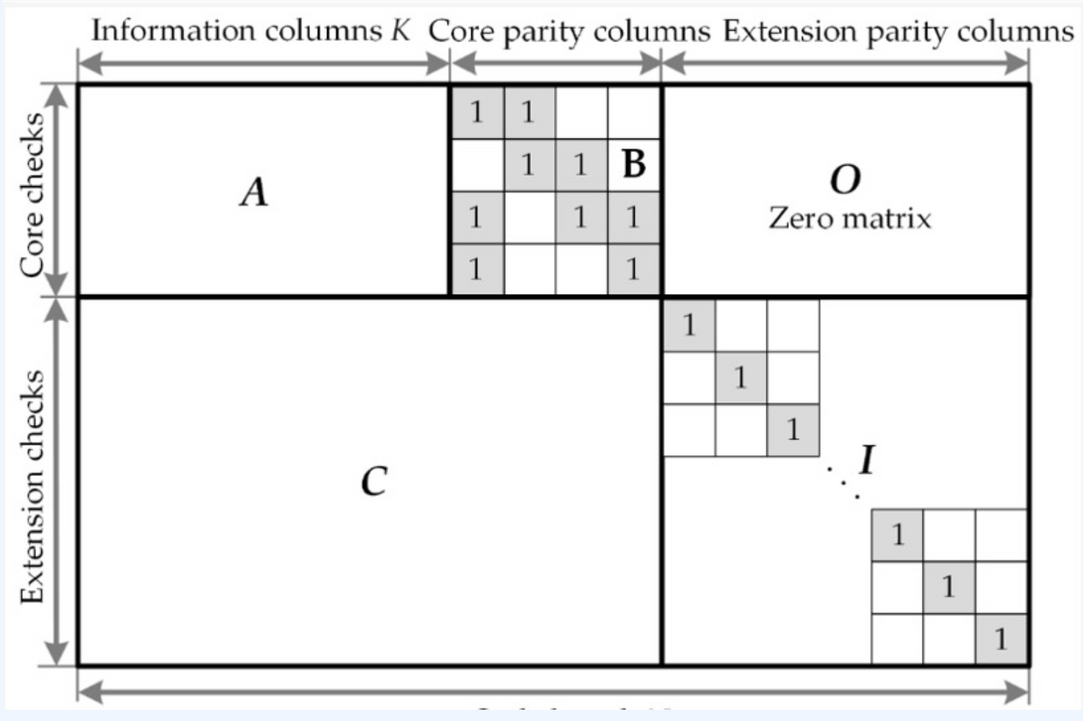 Information columns K Core parity columns Extension parity columns
Core checks
A
1 1
1 1 B
1 1 1
1 1
O
Zero matrix
Extension checks
C
1
1
1
⋱ I
1
1
1